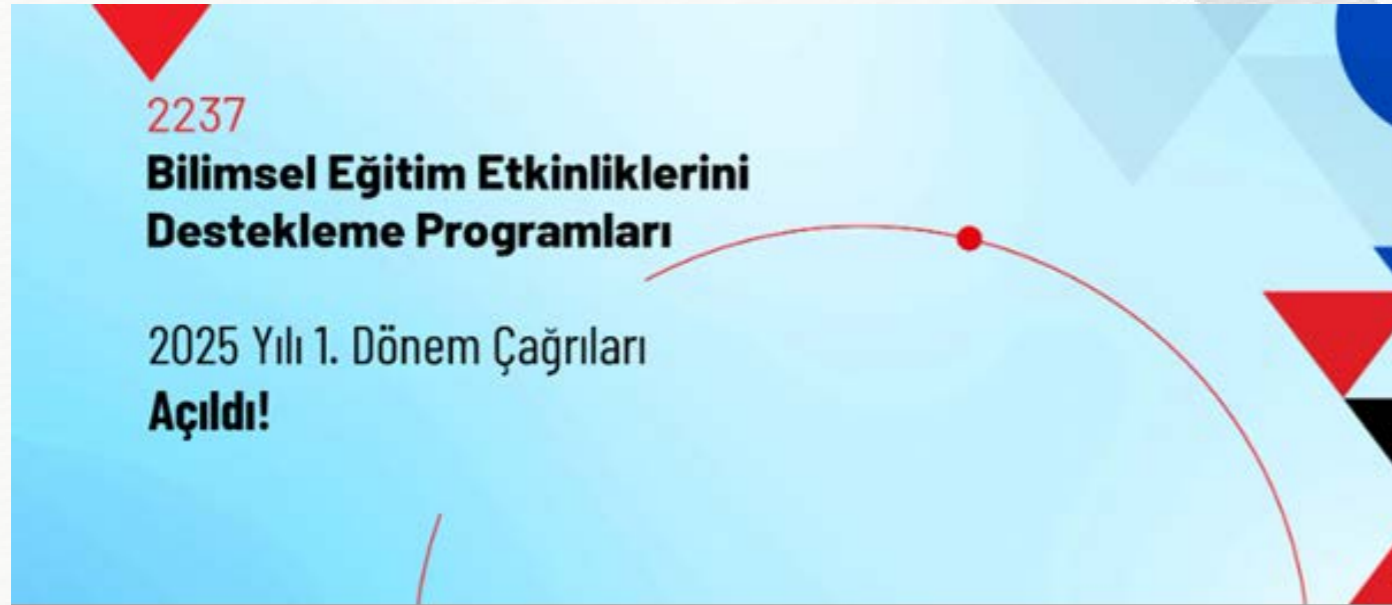 2237
Bilimsel Eğitim Etkinliklerini
Destekleme Programları
2025 Yılı 1. Dönem Çağrıları
Açıldı!